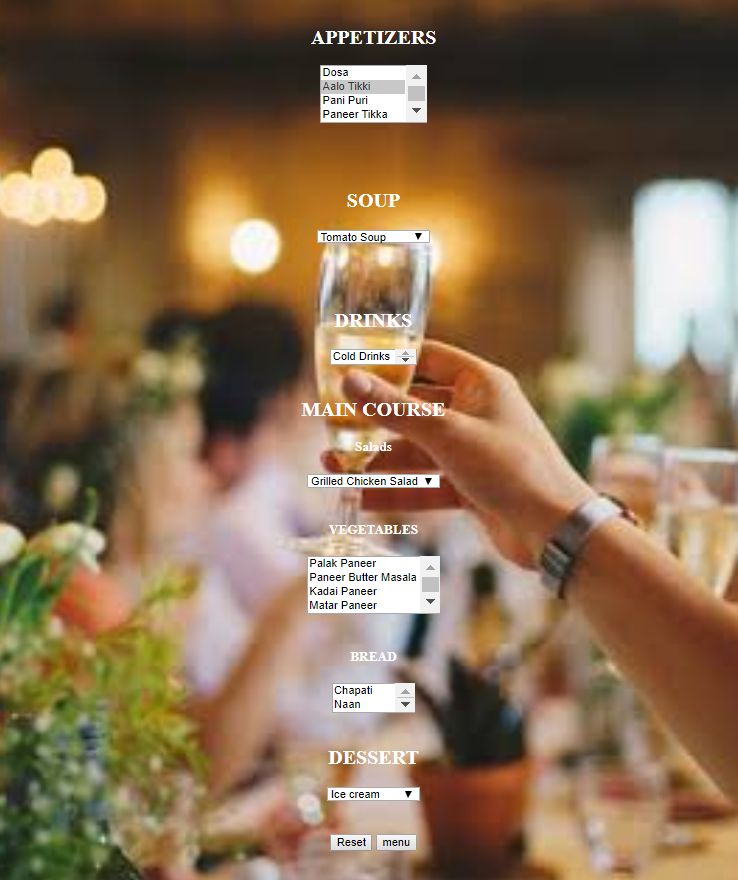 APPETIZERS
Dosa
Aalo Tikki
Pani Puri
Paneer Tikka
SOUP
Tomato Soup
DRINKS
Cold Drinks
MAIN COURSE
Salads
Grilled Chicken Salad
VEGETABLES
Palak Paneer
Paneer Butter Masala
Kadai Paneer
Matar Paneer
BREAD
Chapati
Naan
DESSERT
Ice cream
Reset menu